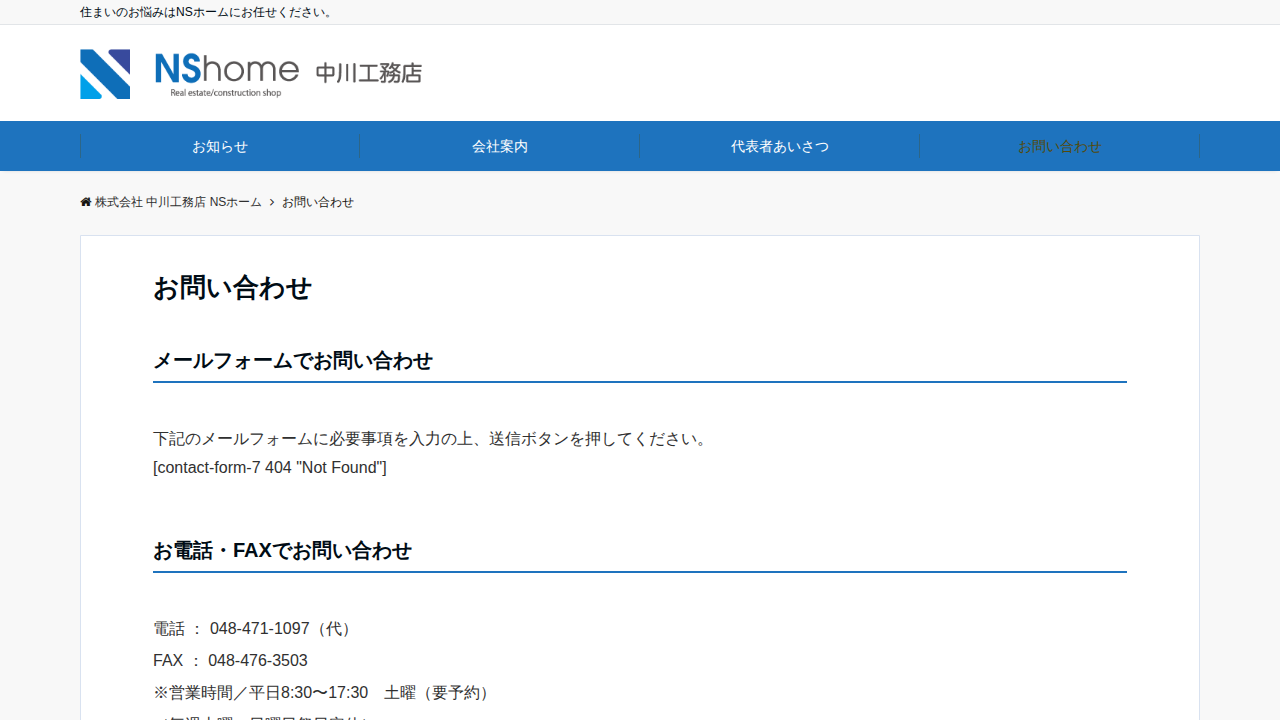 住まいのお悩みはNSホームにお任せください。
NShome 中川工務店
Real estate/construction shop
お知らせ 会社案内 代表者あいさつ お問い合わせ
株式会社 中川工務店 NSホーム > お問い合わせ
お問い合わせ
メールフォームでお問い合わせ
下記のメールフォームに必要事項を入力の上、送信ボタンを押してください。
[contact-form-7 404 "Not Found"]
お電話・FAXでお問い合わせ
電話 ： 048-471-1097（代）
FAX ： 048-476-3503
※営業時間／平日8:30〜17:30　土曜（要予約）